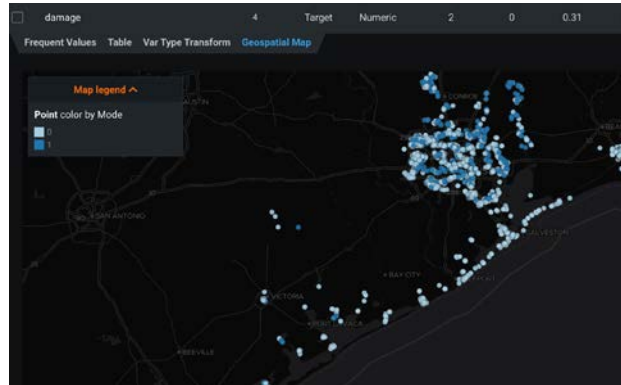 damage 4 Target Numeric 2 0 0.31
Frequent Values Table Var Type Transform Geospatial Map
Map legend
Point color by Mode
0
1
AUSTIN
CONROE
SAN ANTONIO
GALVESTON
BAY CITY
VICTORIA
BEEVILLE